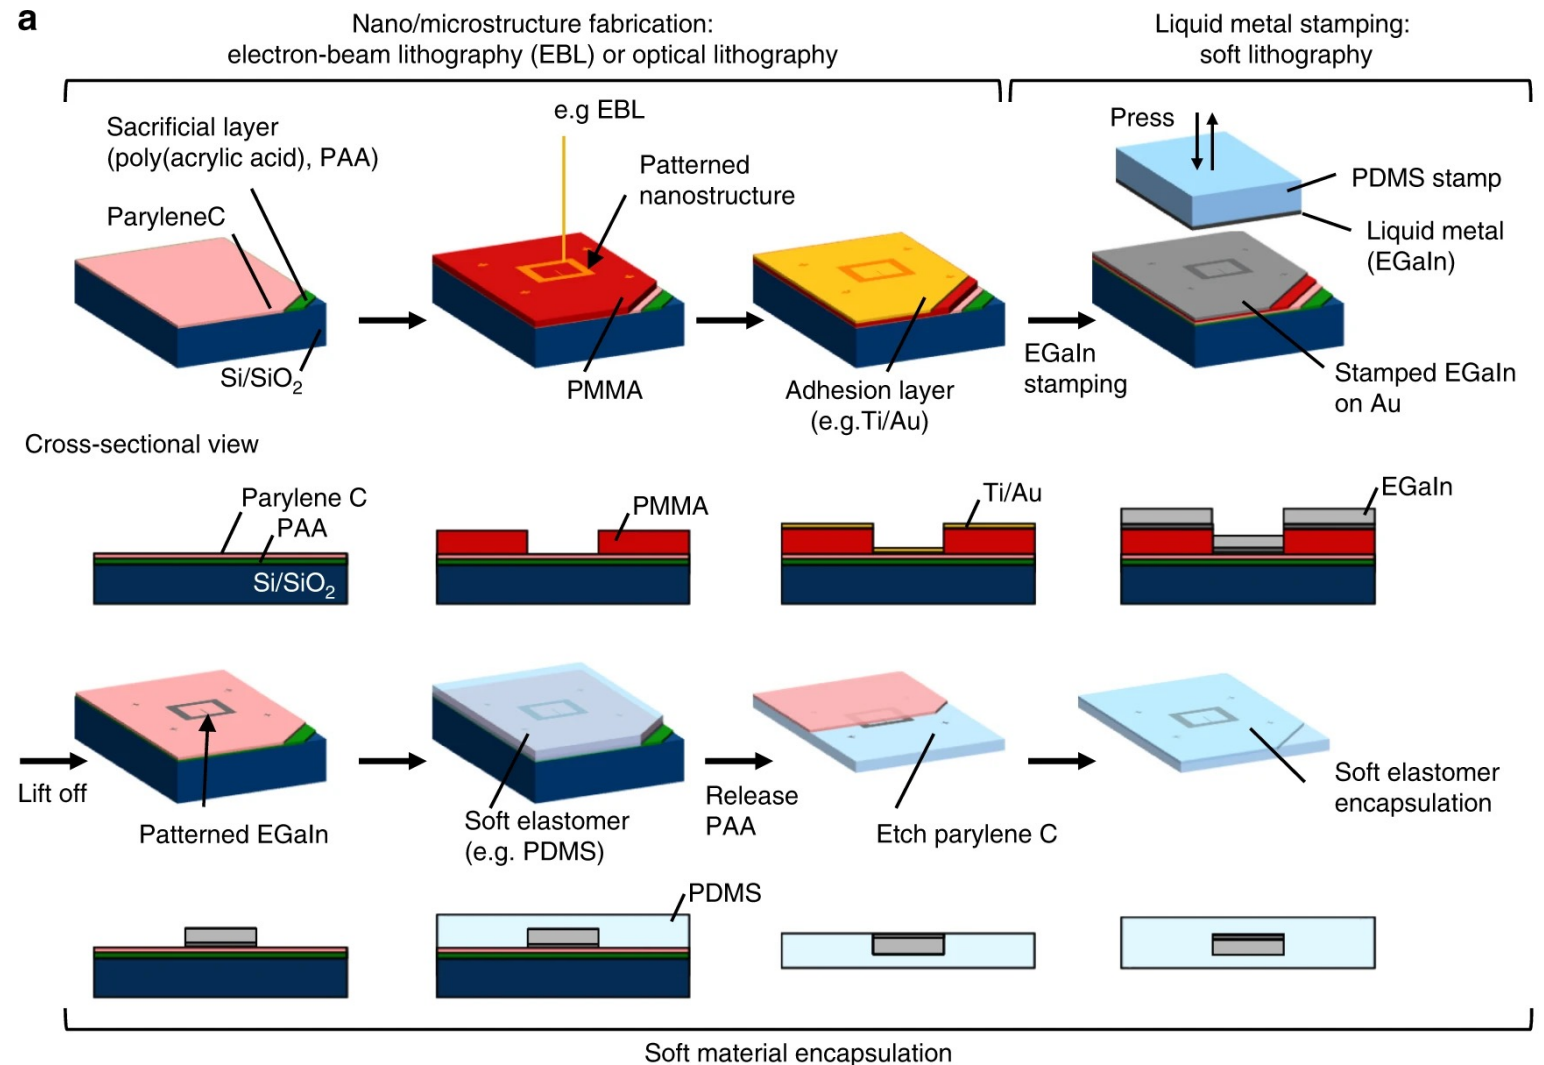 a
Nano/microstructure fabrication:
electron-beam lithography (EBL) or optical lithography
Liquid metal stamping:
soft lithography
Sacrificial layer
(poly(acrylic acid), PAA)
ParyleneC
Si/SiO2
e.g EBL
Patterned
nanostructure
PMMA
Adhesion layer
(e.g.Ti/Au)
EGaIn
stamping
Press
PDMS stamp
Liquid metal
(EGaIn)
Stamped EGaIn
on Au
Cross-sectional view
Parylene C
PAA
Si/SiO2
PMMA
Ti/Au
EGaIn
Lift off
Patterned EGaIn
Soft elastomer
(e.g. PDMS)
Release
PAA
Etch parylene C
Soft elastomer
encapsulation
PDMS
Soft material encapsulation